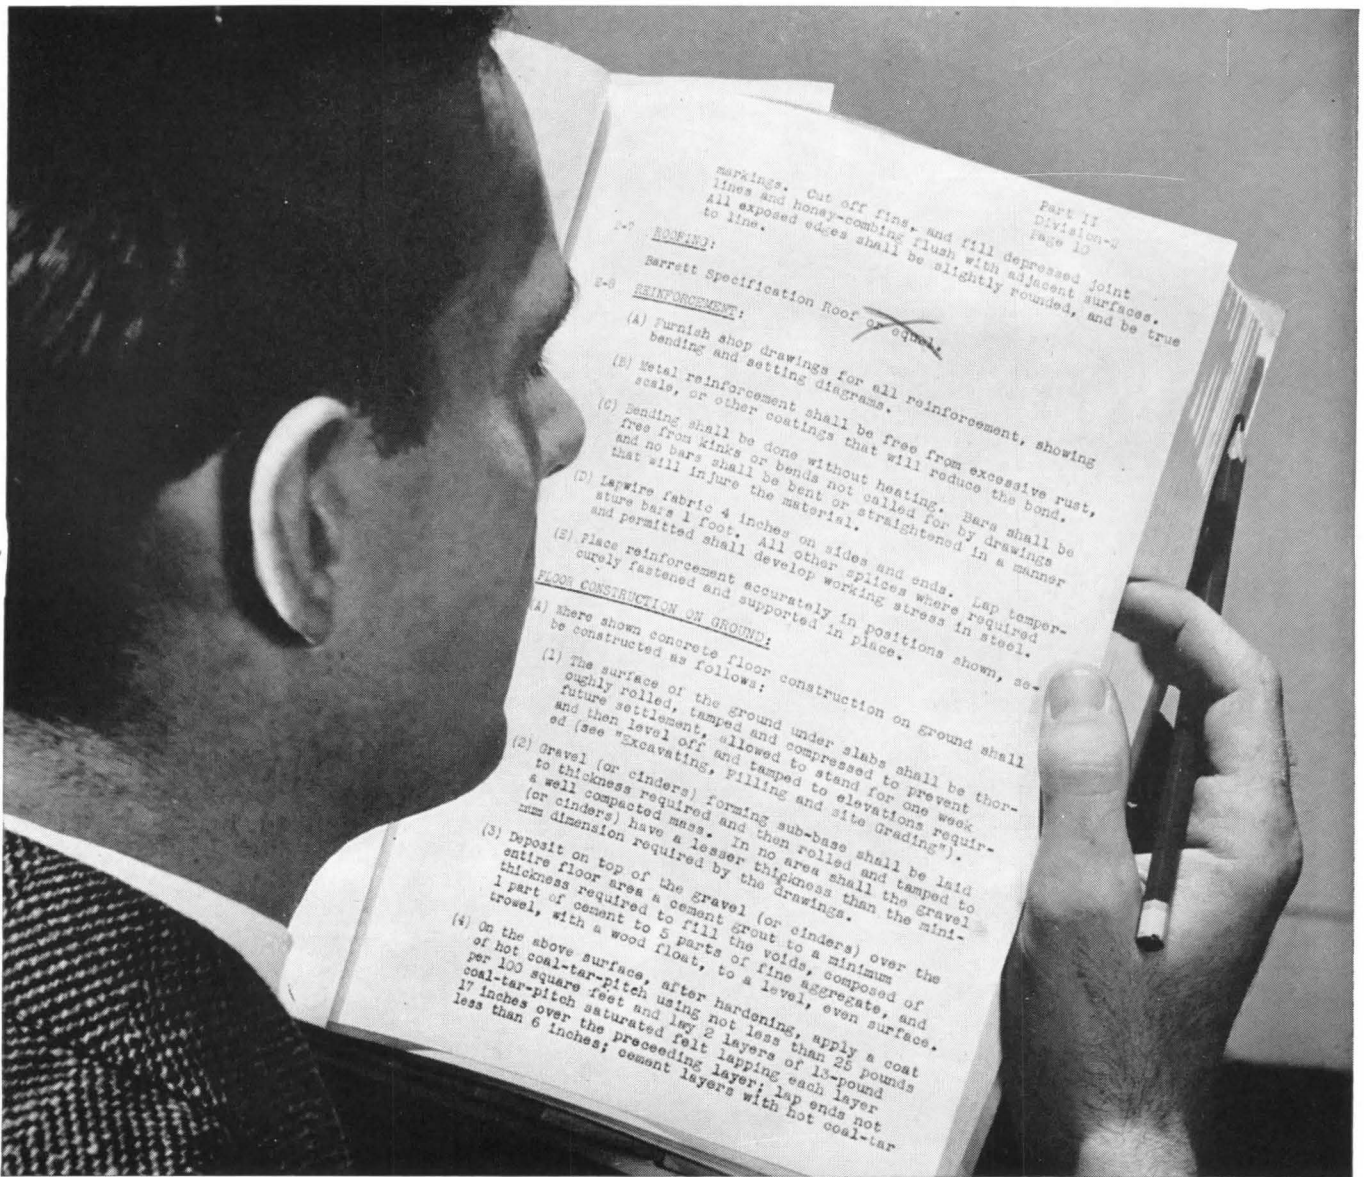 Part II
Division-2
Page 10
markings. Cut off fins, and fill depressed joint
lines and honey-combing flush with adjacent surfaces.
All exposed edges shall be slightly rounded, and be true
to line.
2-7 ROOFING:
Barrett Specification Roof or equal.
2-8 REINFORCEMENT:
(A) Furnish shop drawings for all reinforcement, showing
bending and setting diagrams.
(B) Metal reinforcement shall be free from excessive rust,
scale, or other coatings that will reduce the bond.
(C) Bending shall be done without heating. Bars shall be
free from kinks or bends not called for by drawings
and no bars shall be bent or straightened in a manner
that will injure the material.
(D) Lapwire fabric 4 inches on sides and ends. Lap temper-
ature bars 1 foot. All other splices where required
and permitted shall develop working stress in steel.
(E) Place reinforcement accurately in positions shown, se-
curely fastened and supported in place.
FLOOR CONSTRUCTION ON GROUND:
(A) Where shown concrete floor construction on ground shall
be constructed as follows:
(1) The surface of the ground under slabs shall be thor-
oughly rolled, tamped and compressed to prevent
future settlement, allowed to stand for one week
and then level off and tamped to elevations requir-
ed (see "Excavating, Filling and Site Grading").
(2) Gravel (or cinders) forming sub-base shall be laid
to thickness required and then rolled and tamped to
a well compacted mass. In no area shall the gravel
(or cinders) have a lesser thickness than the mini-
mum dimension required by the drawings.
(3) Deposit on top of the gravel (or cinders) over the
entire floor area a cement grout to a minimum
thickness required to fill the voids, composed of
1 part of cement to 5 parts of fine aggregate, and
trowel, with a wood float, to a level, even surface.
(4) On the above surface, after hardening, apply a coat
of hot coal-tar-pitch using not less than 25 pounds
per 100 square feet and lay 2 layers of 13-pound
coal-tar-pitch saturated felt lapping each layer
17 inches over the preceeding layer; lap ends not
less than 6 inches; cement layers with hot coal-tar